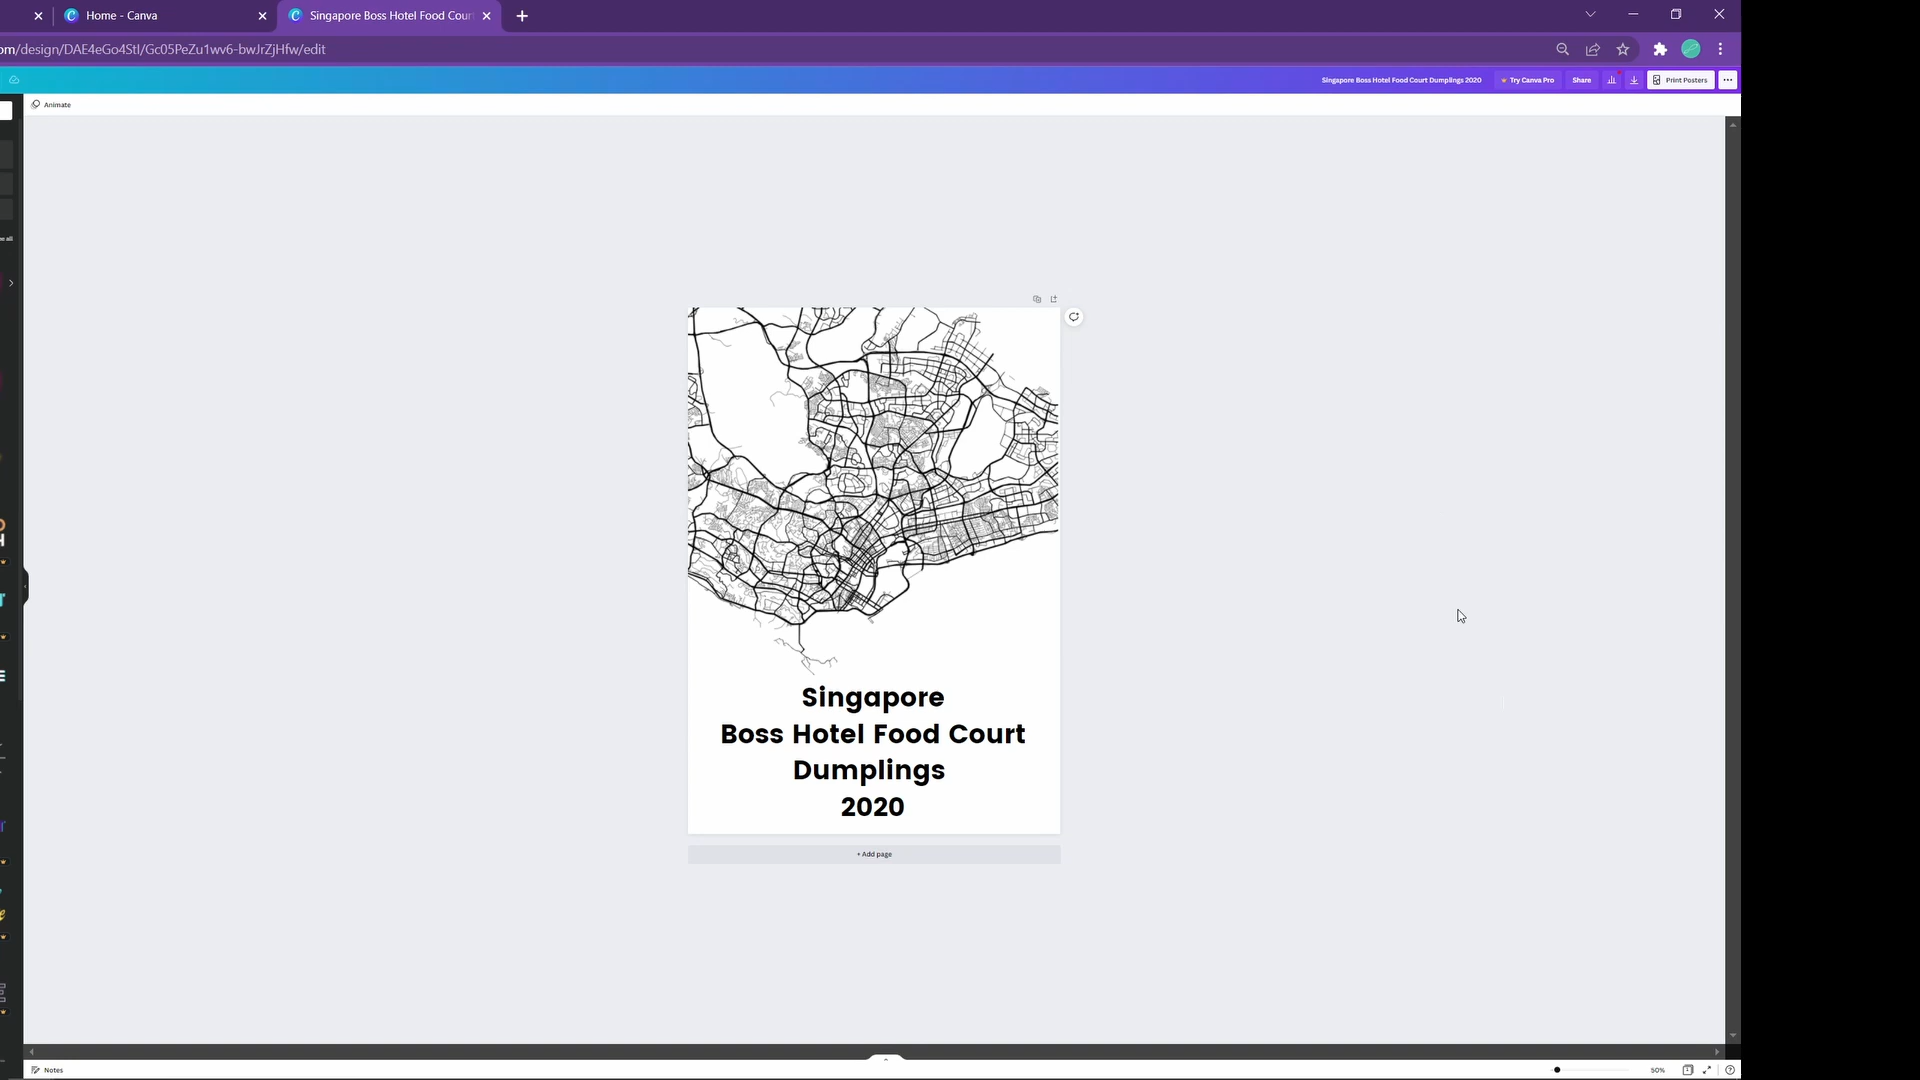 Home - Canva
Singapore Boss Hotel Food Cour
om/design/DAE4eGo4StI/Gc05PeZu1wv6-bwJrZjHfw/edit
Singapore Boss Hotel Food Court Dumplings 2020
Try Canva Pro
Share
Print Posters
Animate
ee all
Singapore
Boss Hotel Food Court
Dumplings
2020
+ Add page
Notes
50%